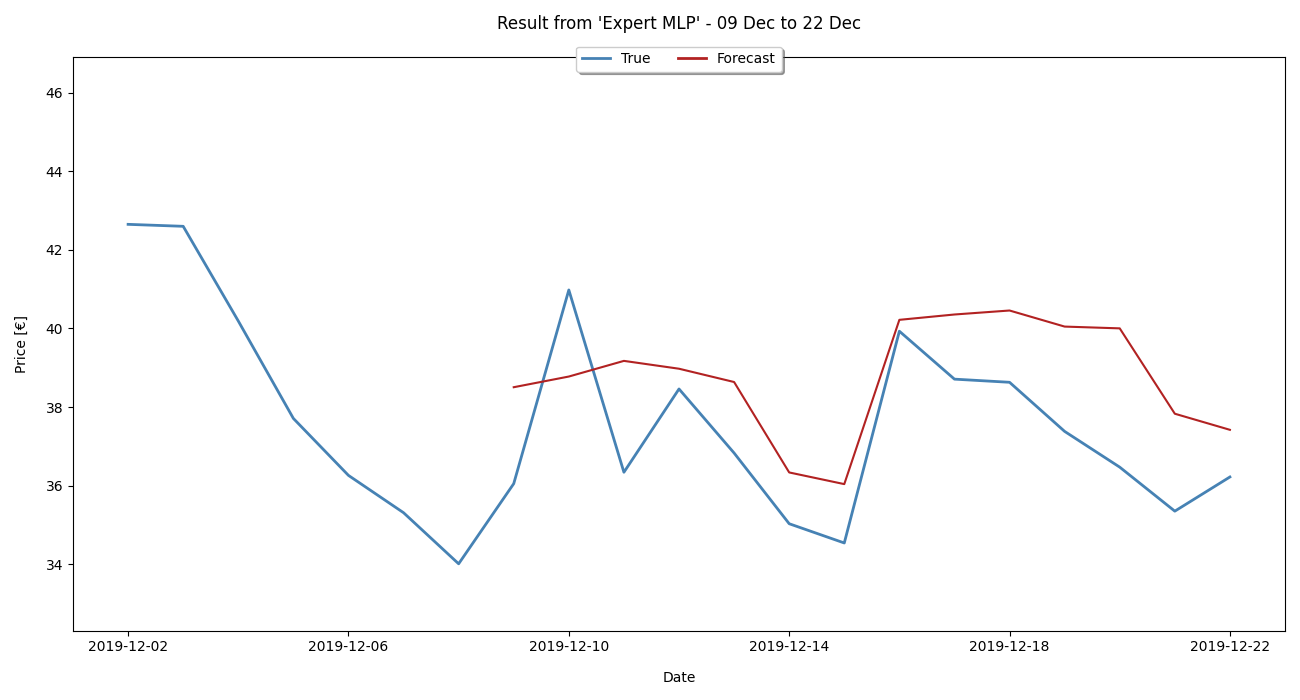 Result from 'Expert MLP' - 09 Dec to 22 Dec
True Forecast
46
44
42
40
38
36
34
Price [€]
2019-12-02 2019-12-06 2019-12-10 2019-12-14 2019-12-18 2019-12-22
Date